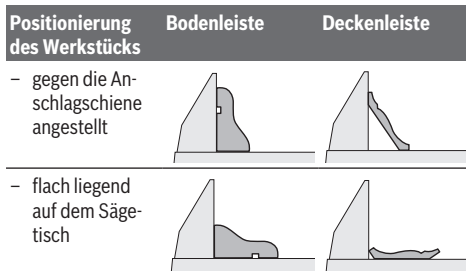 Positionierung des Werkstücks Bodenleiste Deckenleiste
– gegen die An-
schlagschiene
angestellt
– flach liegend
auf dem Säge-
tisch